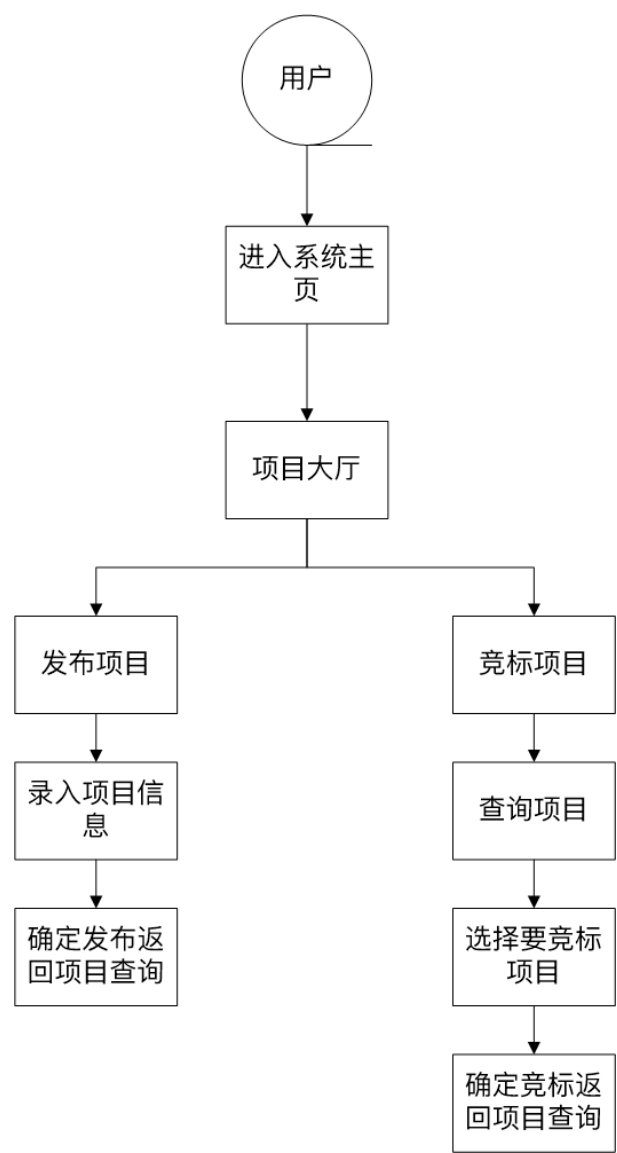 用户
进入系统主
页
项目大厅
发布项目
竞标项目
录入项目信
息
查询项目
确定发布返
回项目查询
选择要竞标
项目
确定竞标返
回项目查询